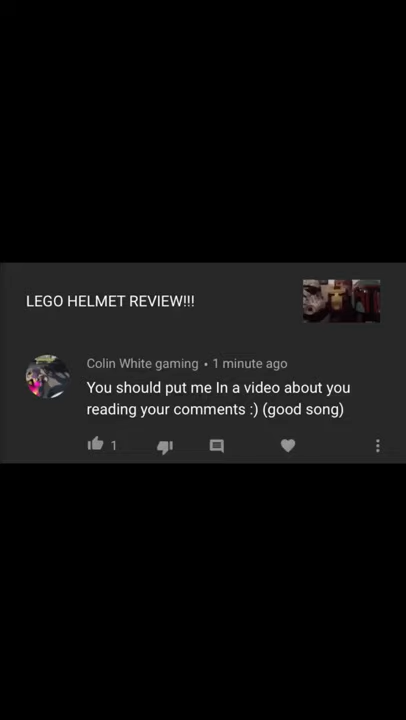 LEGO HELMET REVIEW!!!
Colin White gaming • 1 minute ago
You should put me In a video about you
reading your comments :) (good song)
1